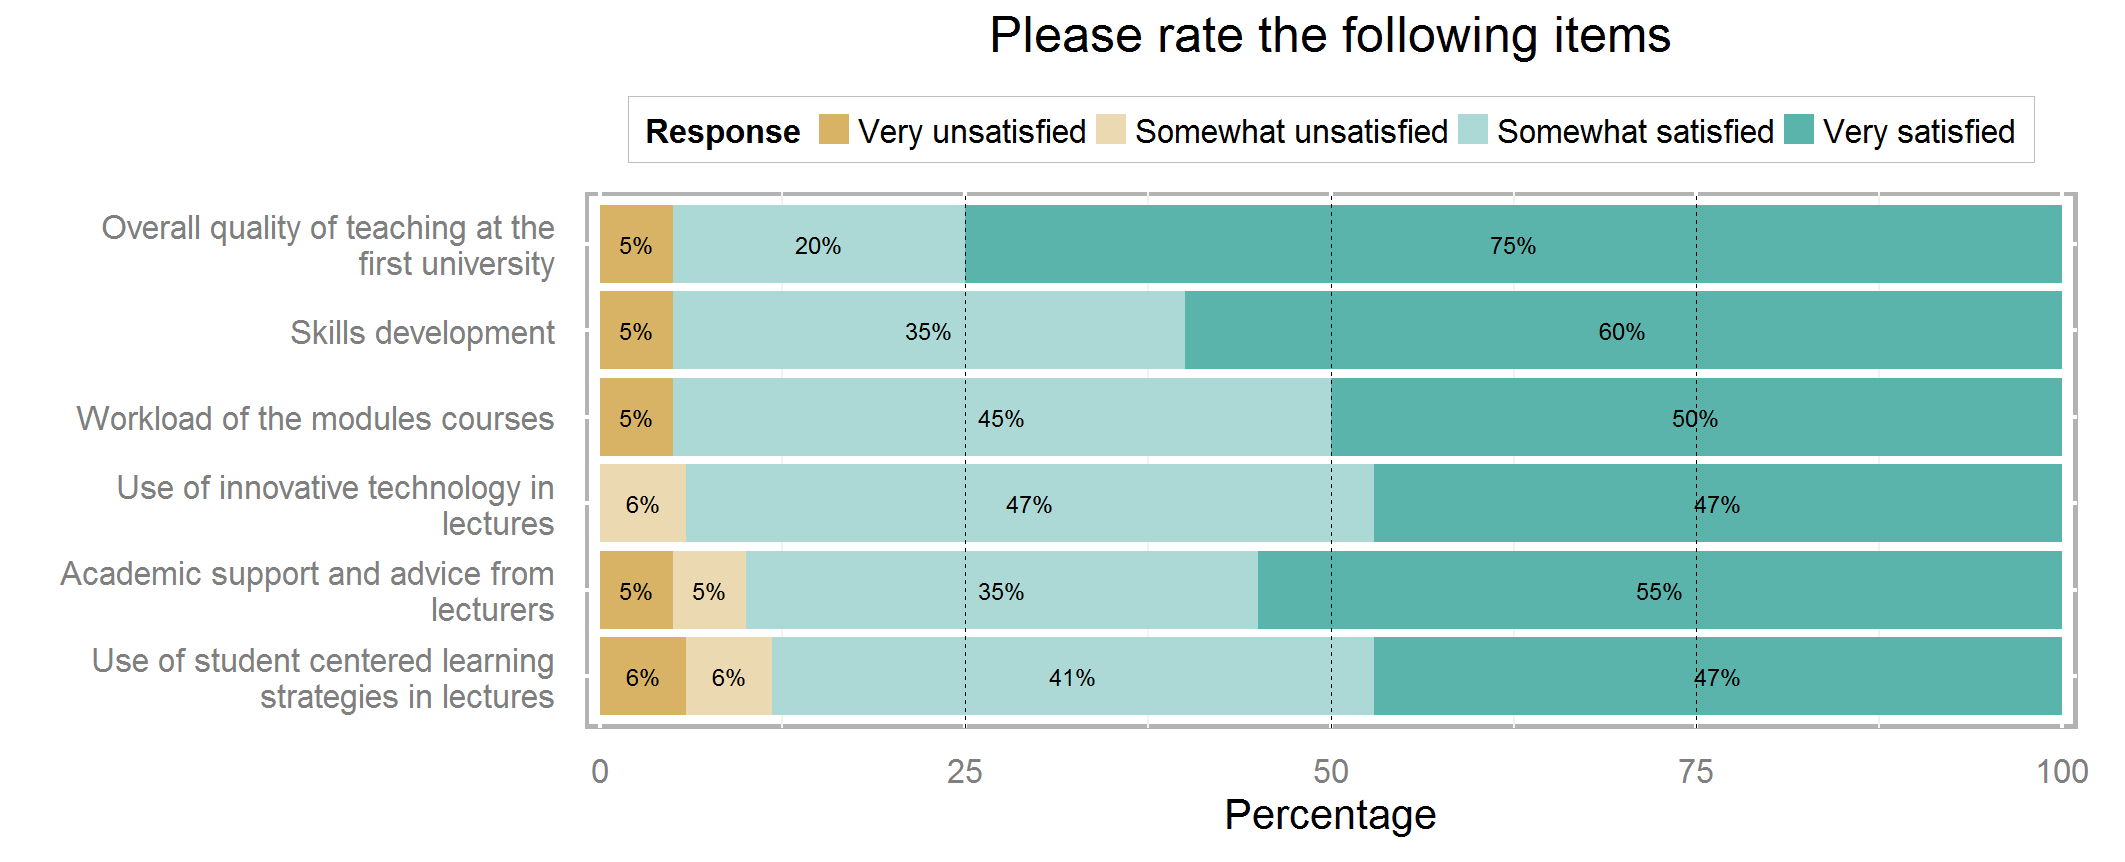 Please rate the following items
Response Very unsatisfied Somewhat unsatisfied Somewhat satisfied Very satisfied
Overall quality of teaching at the
first university
5% 20% 75%
Skills development
5% 35% 60%
Workload of the modules courses
5% 45% 50%
Use of innovative technology in
lectures
6% 47% 47%
Academic support and advice from
lecturers
5% 5% 35% 55%
Use of student centered learning
strategies in lectures
6% 6% 41% 47%
0 25 50 75 100
Percentage